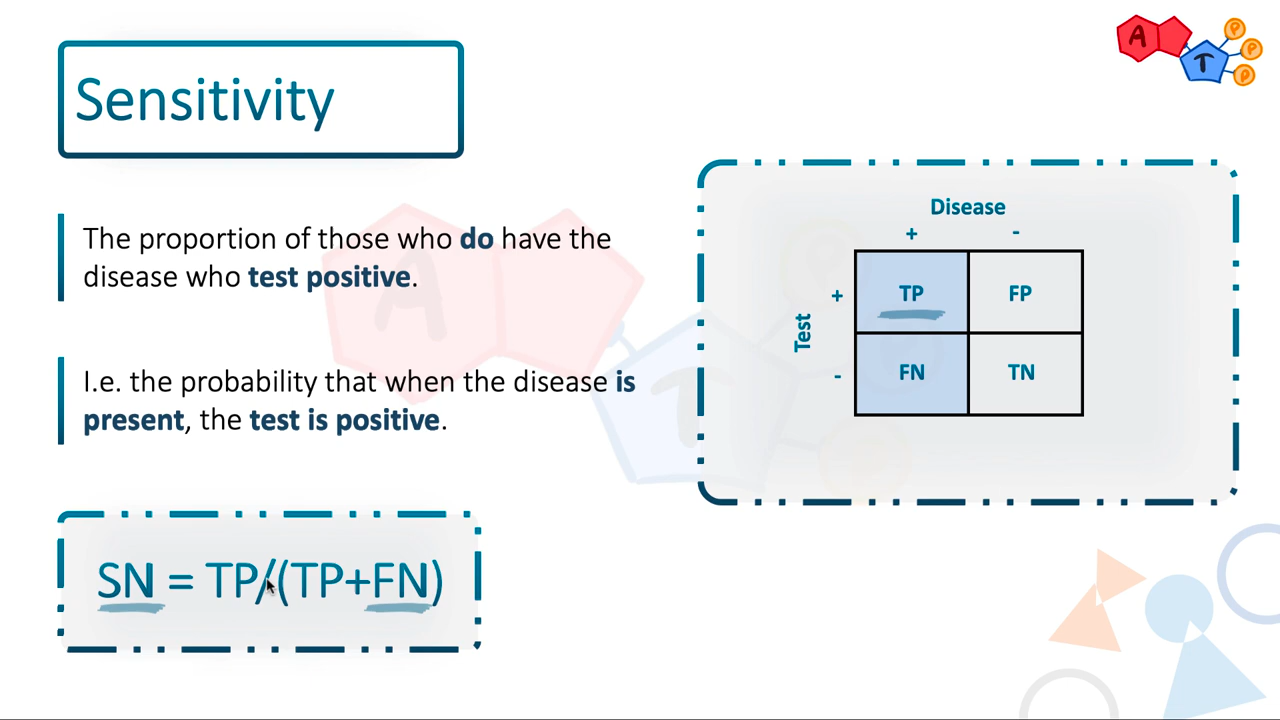 Sensitivity
A
T
P
P
P
The proportion of those who do have the
disease who test positive.
I.e. the probability that when the disease is
present, the test is positive.
SN = TP/(TP+FN)
Disease
+ -
Test
+ TP FP
- FN TN
A
T